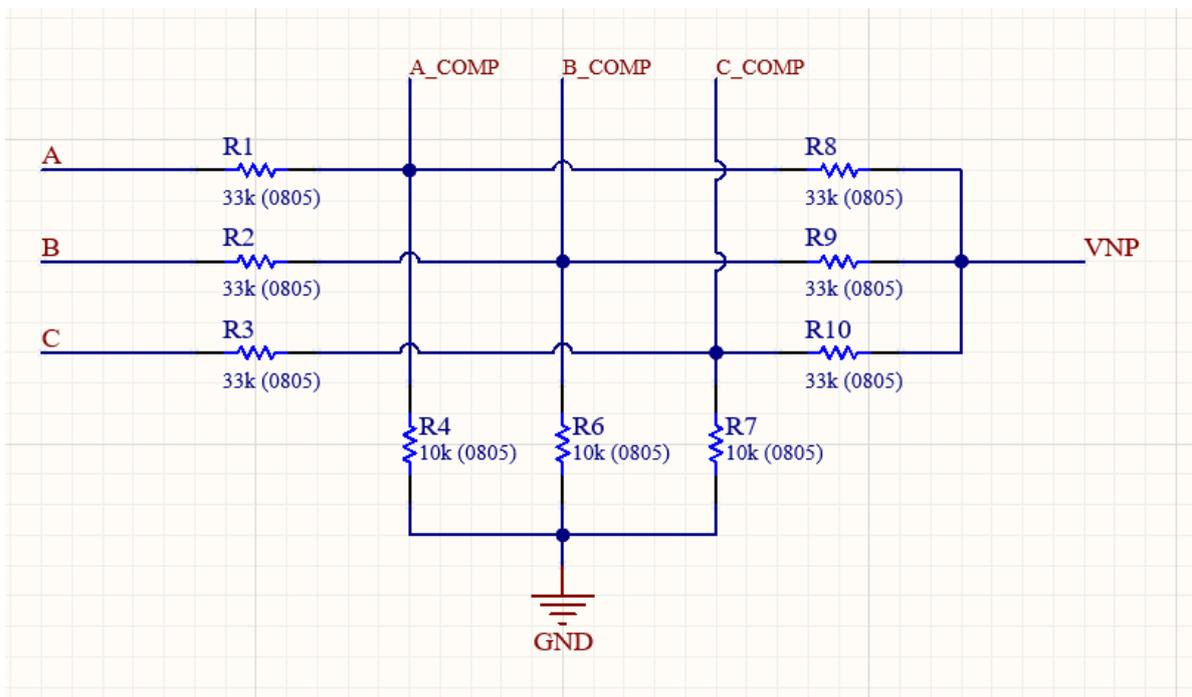 A_COMP B_COMP C_COMP
A R1 R8
33k (0805) 33k (0805)
B R2 R9 VNP
33k (0805) 33k (0805)
C R3 R10
33k (0805) 33k (0805)
R4 R6 R7
10k (0805) 10k (0805) 10k (0805)
GND